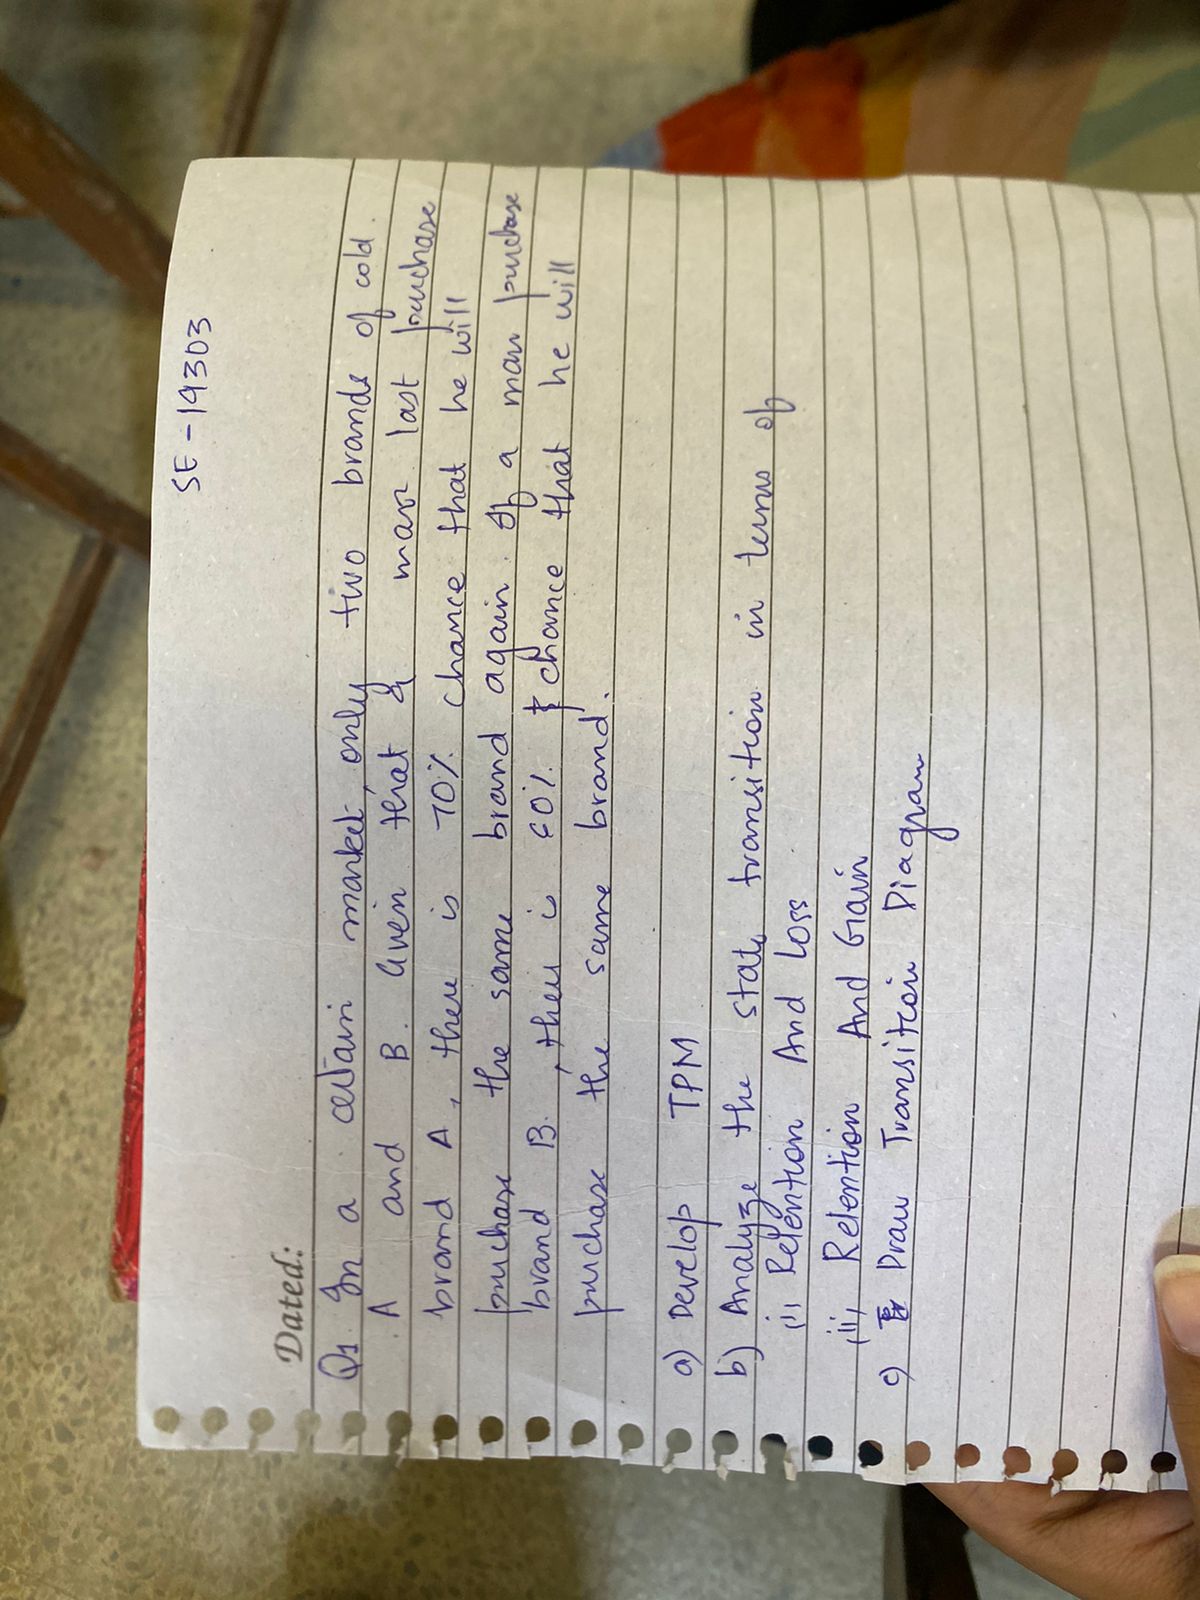 SE-19303
Dated:
Q1. In a certain market, only two brands of cold
A and B. Given that a man last purchase
brand A, there is 70% chance that he will
purchase the same brand again. If a man purchase
brand B, there is 60% chance that he will
purchase the same brand.
a) Develop TPM
b) Analyze the state transition in terms of
(i) Retention And Loss
(ii) Retention And Gain
c) Draw Transition Diagram